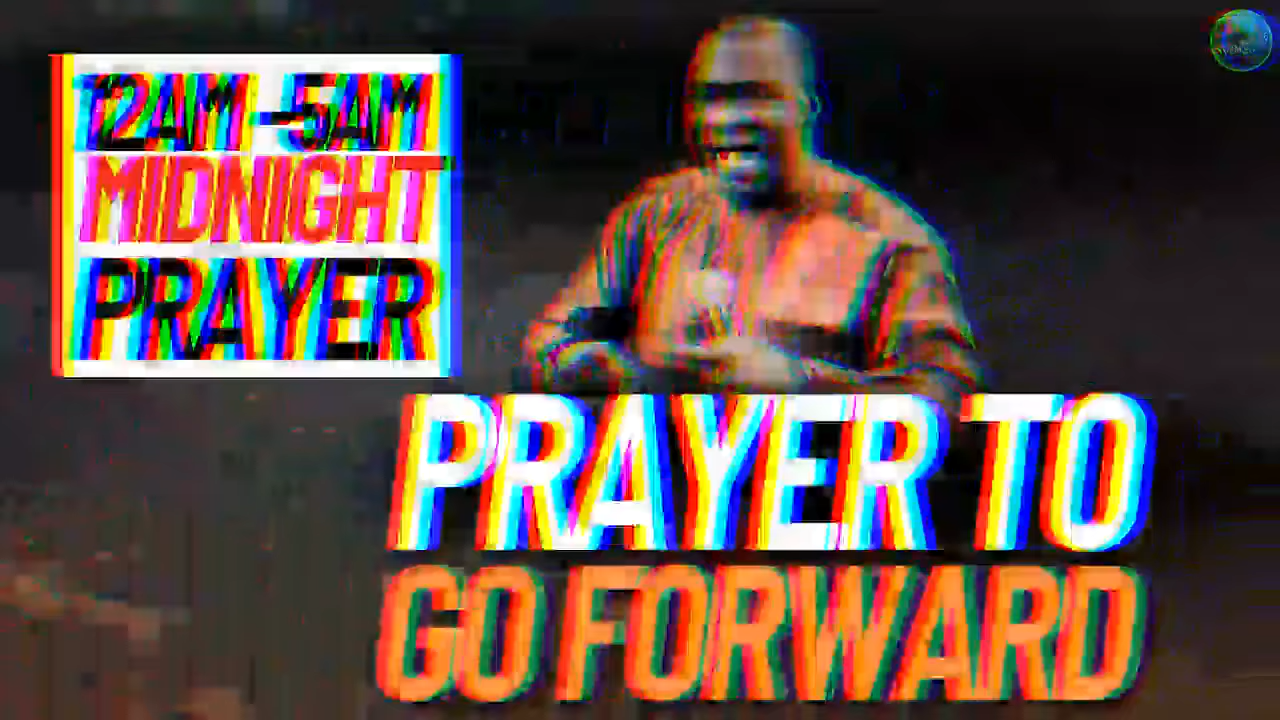 12AM -5AM
MIDNIGHT
PRAYER
PRAYER TO
GO FORWARD